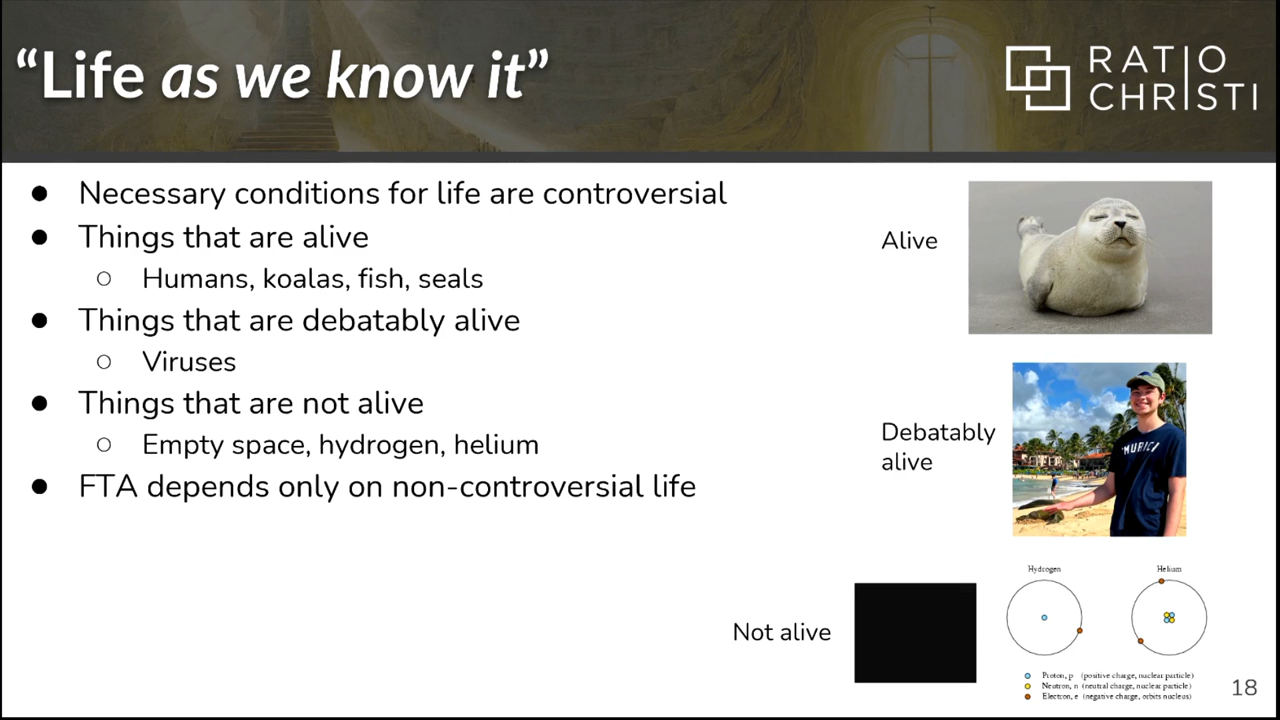 “Life as we know it”
RATIO
CHRISTI
● Necessary conditions for life are controversial
● Things that are alive
○ Humans, koalas, fish, seals
● Things that are debatably alive
○ Viruses
● Things that are not alive
○ Empty space, hydrogen, helium
● FTA depends only on non-controversial life
Alive
Debatably
alive
'MURICA
Not alive
Hydrogen
Helium
Proton, p (positive charge, nuclear particle)
Neutron, n (neutral charge, nuclear particle)
Electron, e (negative charge, orbits nucleus)
18